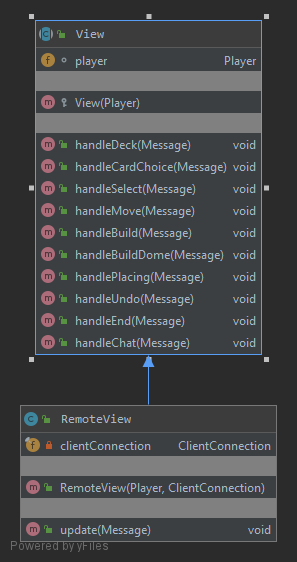 View
player Player
View(Player)
handleDeck(Message) void
handleCardChoice(Message) void
handleSelect(Message) void
handleMove(Message) void
handleBuild(Message) void
handleBuildDome(Message) void
handlePlacing(Message) void
handleUndo(Message) void
handleEnd(Message) void
handleChat(Message) void
RemoteView
clientConnection ClientConnection
RemoteView(Player, ClientConnection)
update(Message) void
Powered by yFiles